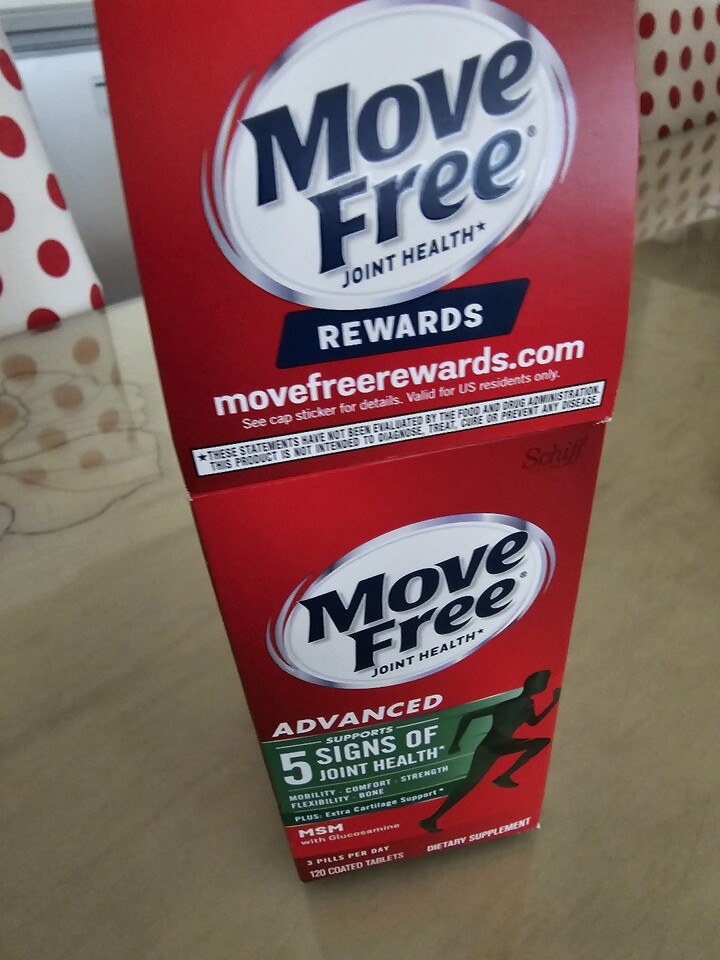 Move
Free®
JOINT HEALTH*
REWARDS
movefreerewards.com
See cap sticker for details. Valid for US residents only.
*THESE STATEMENTS HAVE NOT BEEN EVALUATED BY THE FOOD AND DRUG ADMINISTRATION.
THIS PRODUCT IS NOT INTENDED TO DIAGNOSE, TREAT, CURE OR PREVENT ANY DISEASE.
Schiff
Move
Free®
JOINT HEALTH*
ADVANCED
SUPPORTS
5 SIGNS OF
JOINT HEALTH*
MOBILITY · COMFORT · STRENGTH
FLEXIBILITY · BONE
PLUS: Extra Cartilage Support*
MSM
with Glucosamine
3 PILLS PER DAY
120 COATED TABLETS
DIETARY SUPPLEMENT